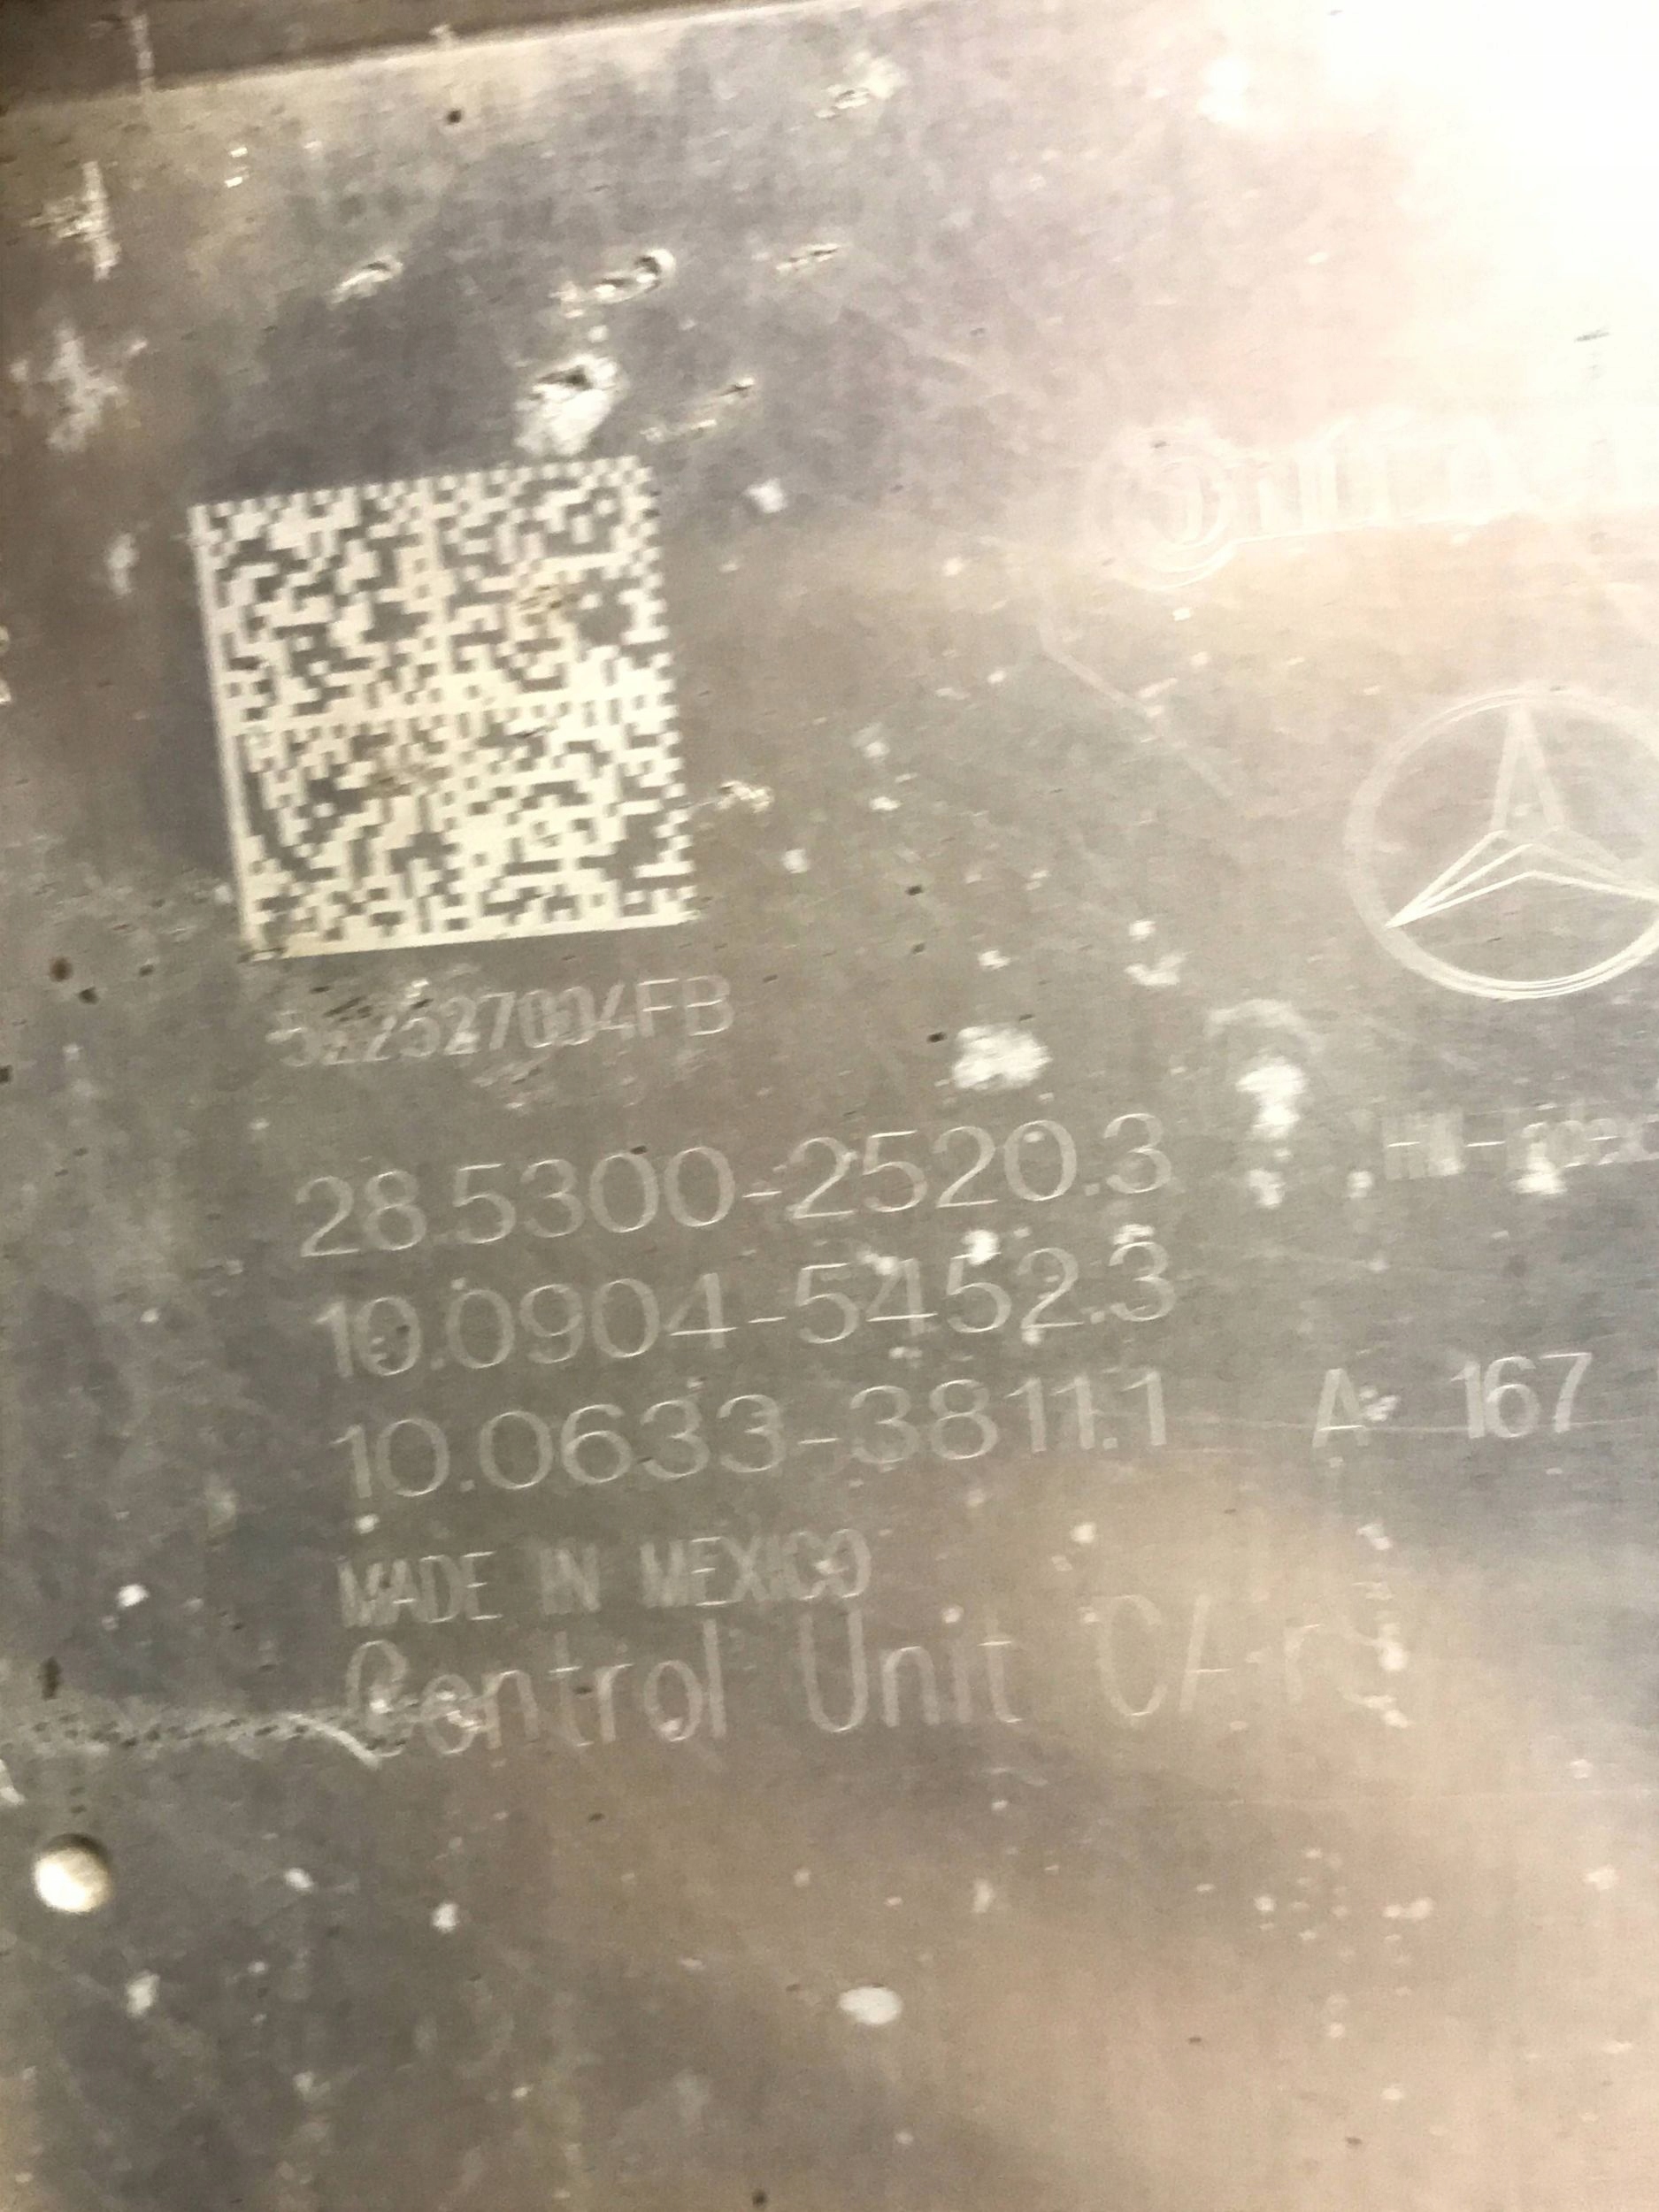 28.5300-2520.3
10.0904-5452.3
10.0633-3811.1 A 167
MADE IN MEXICO
Control Unit